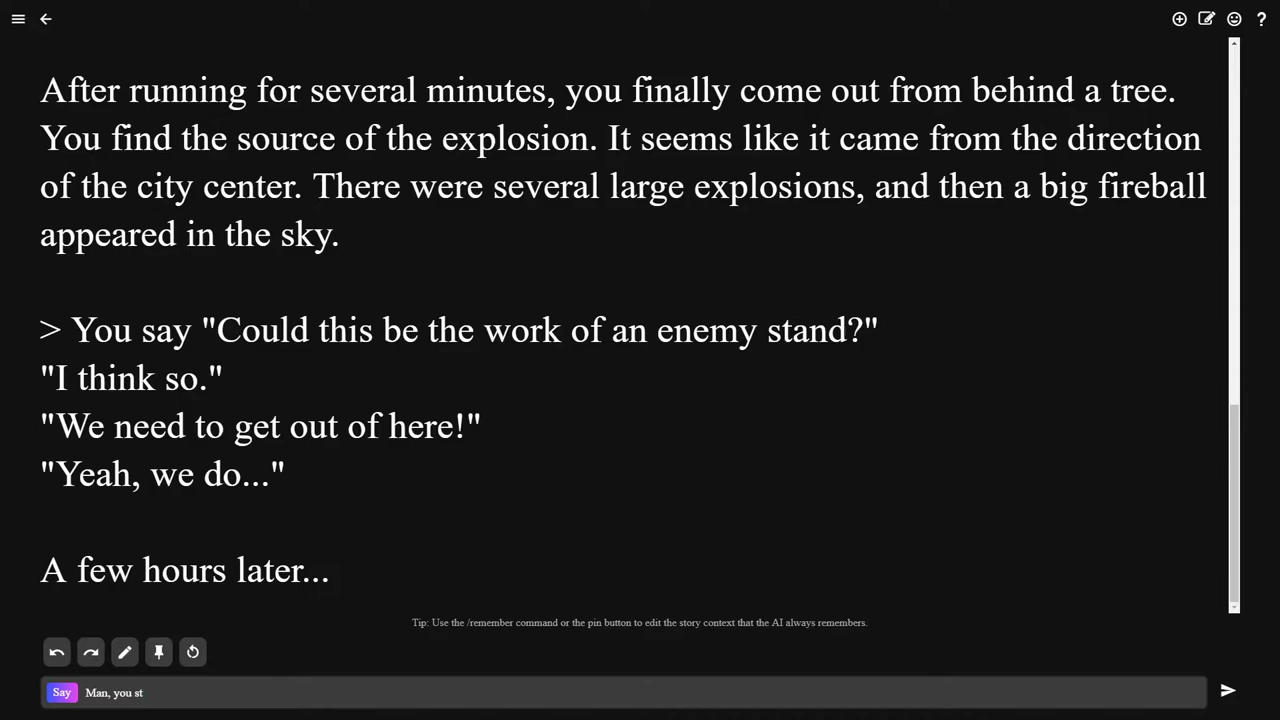 After running for several minutes, you finally come out from behind a tree.
You find the source of the explosion. It seems like it came from the direction
of the city center. There were several large explosions, and then a big fireball
appeared in the sky.
> You say "Could this be the work of an enemy stand?"
"I think so."
"We need to get out of here!"
"Yeah, we do..."
A few hours later...
Tip: Use the /remember command or the pin button to edit the story context that the AI always remembers.
Say Man, you st